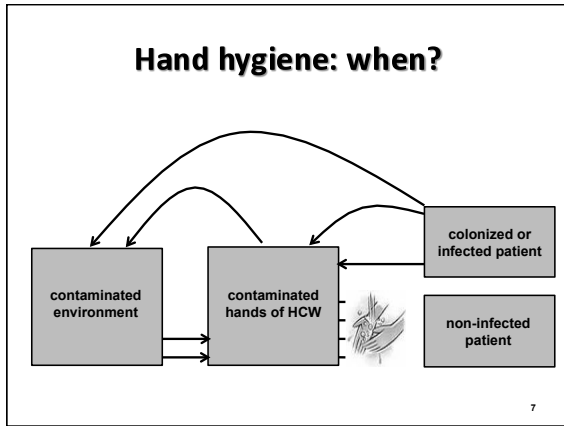 Hand hygiene: when?
colonized or
infected patient
contaminated
environment
contaminated
hands of HCW
non-infected
patient
7